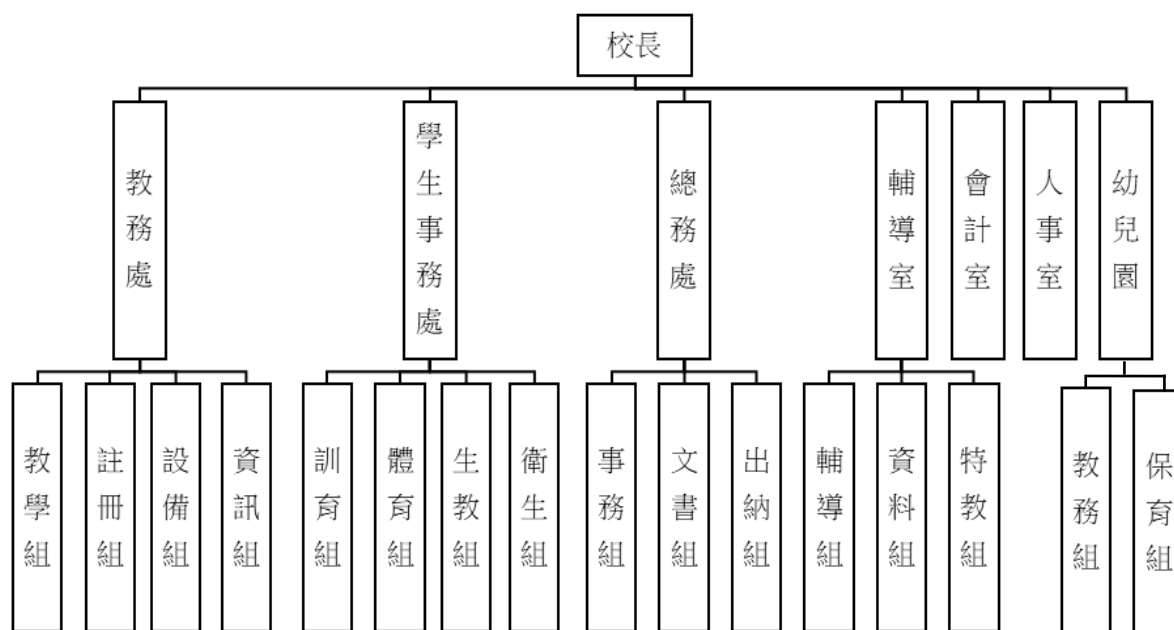 校長
教務處
學生事務處
總務處
輔導室
會計室
人事室
幼兒園
教學組
註冊組
設備組
資訊組
訓育組
體育組
生教組
衛生組
事務組
文書組
出納組
輔導組
資料組
特教組
教務組
保育組